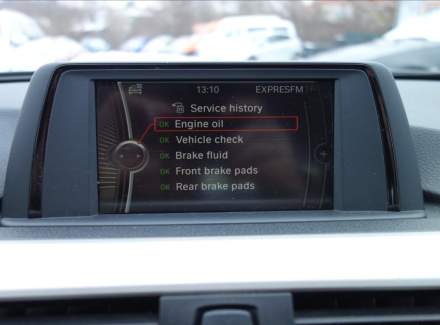 13:10 EXPRESFM
Service history
OK Engine oil
OK Vehicle check
OK Brake fluid
OK Front brake pads
OK Rear brake pads